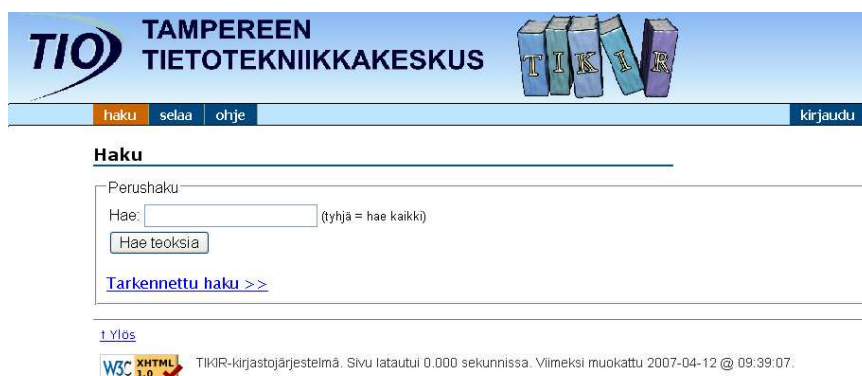 TIO
TAMPEREEN
TIETOTEKNIIKKAKESKUS
TIKIR
haku selaa ohje kirjaudu
Haku
Perushaku
Hae: (tyhjä = hae kaikki)
Hae teoksia
Tarkennettu haku >>
↑ Ylös
W3C XHTML 1.0
TIKIR-kirjastojärjestelmä. Sivu latautui 0.000 sekunnissa. Viimeksi muokattu 2007-04-12 @ 09:39:07.